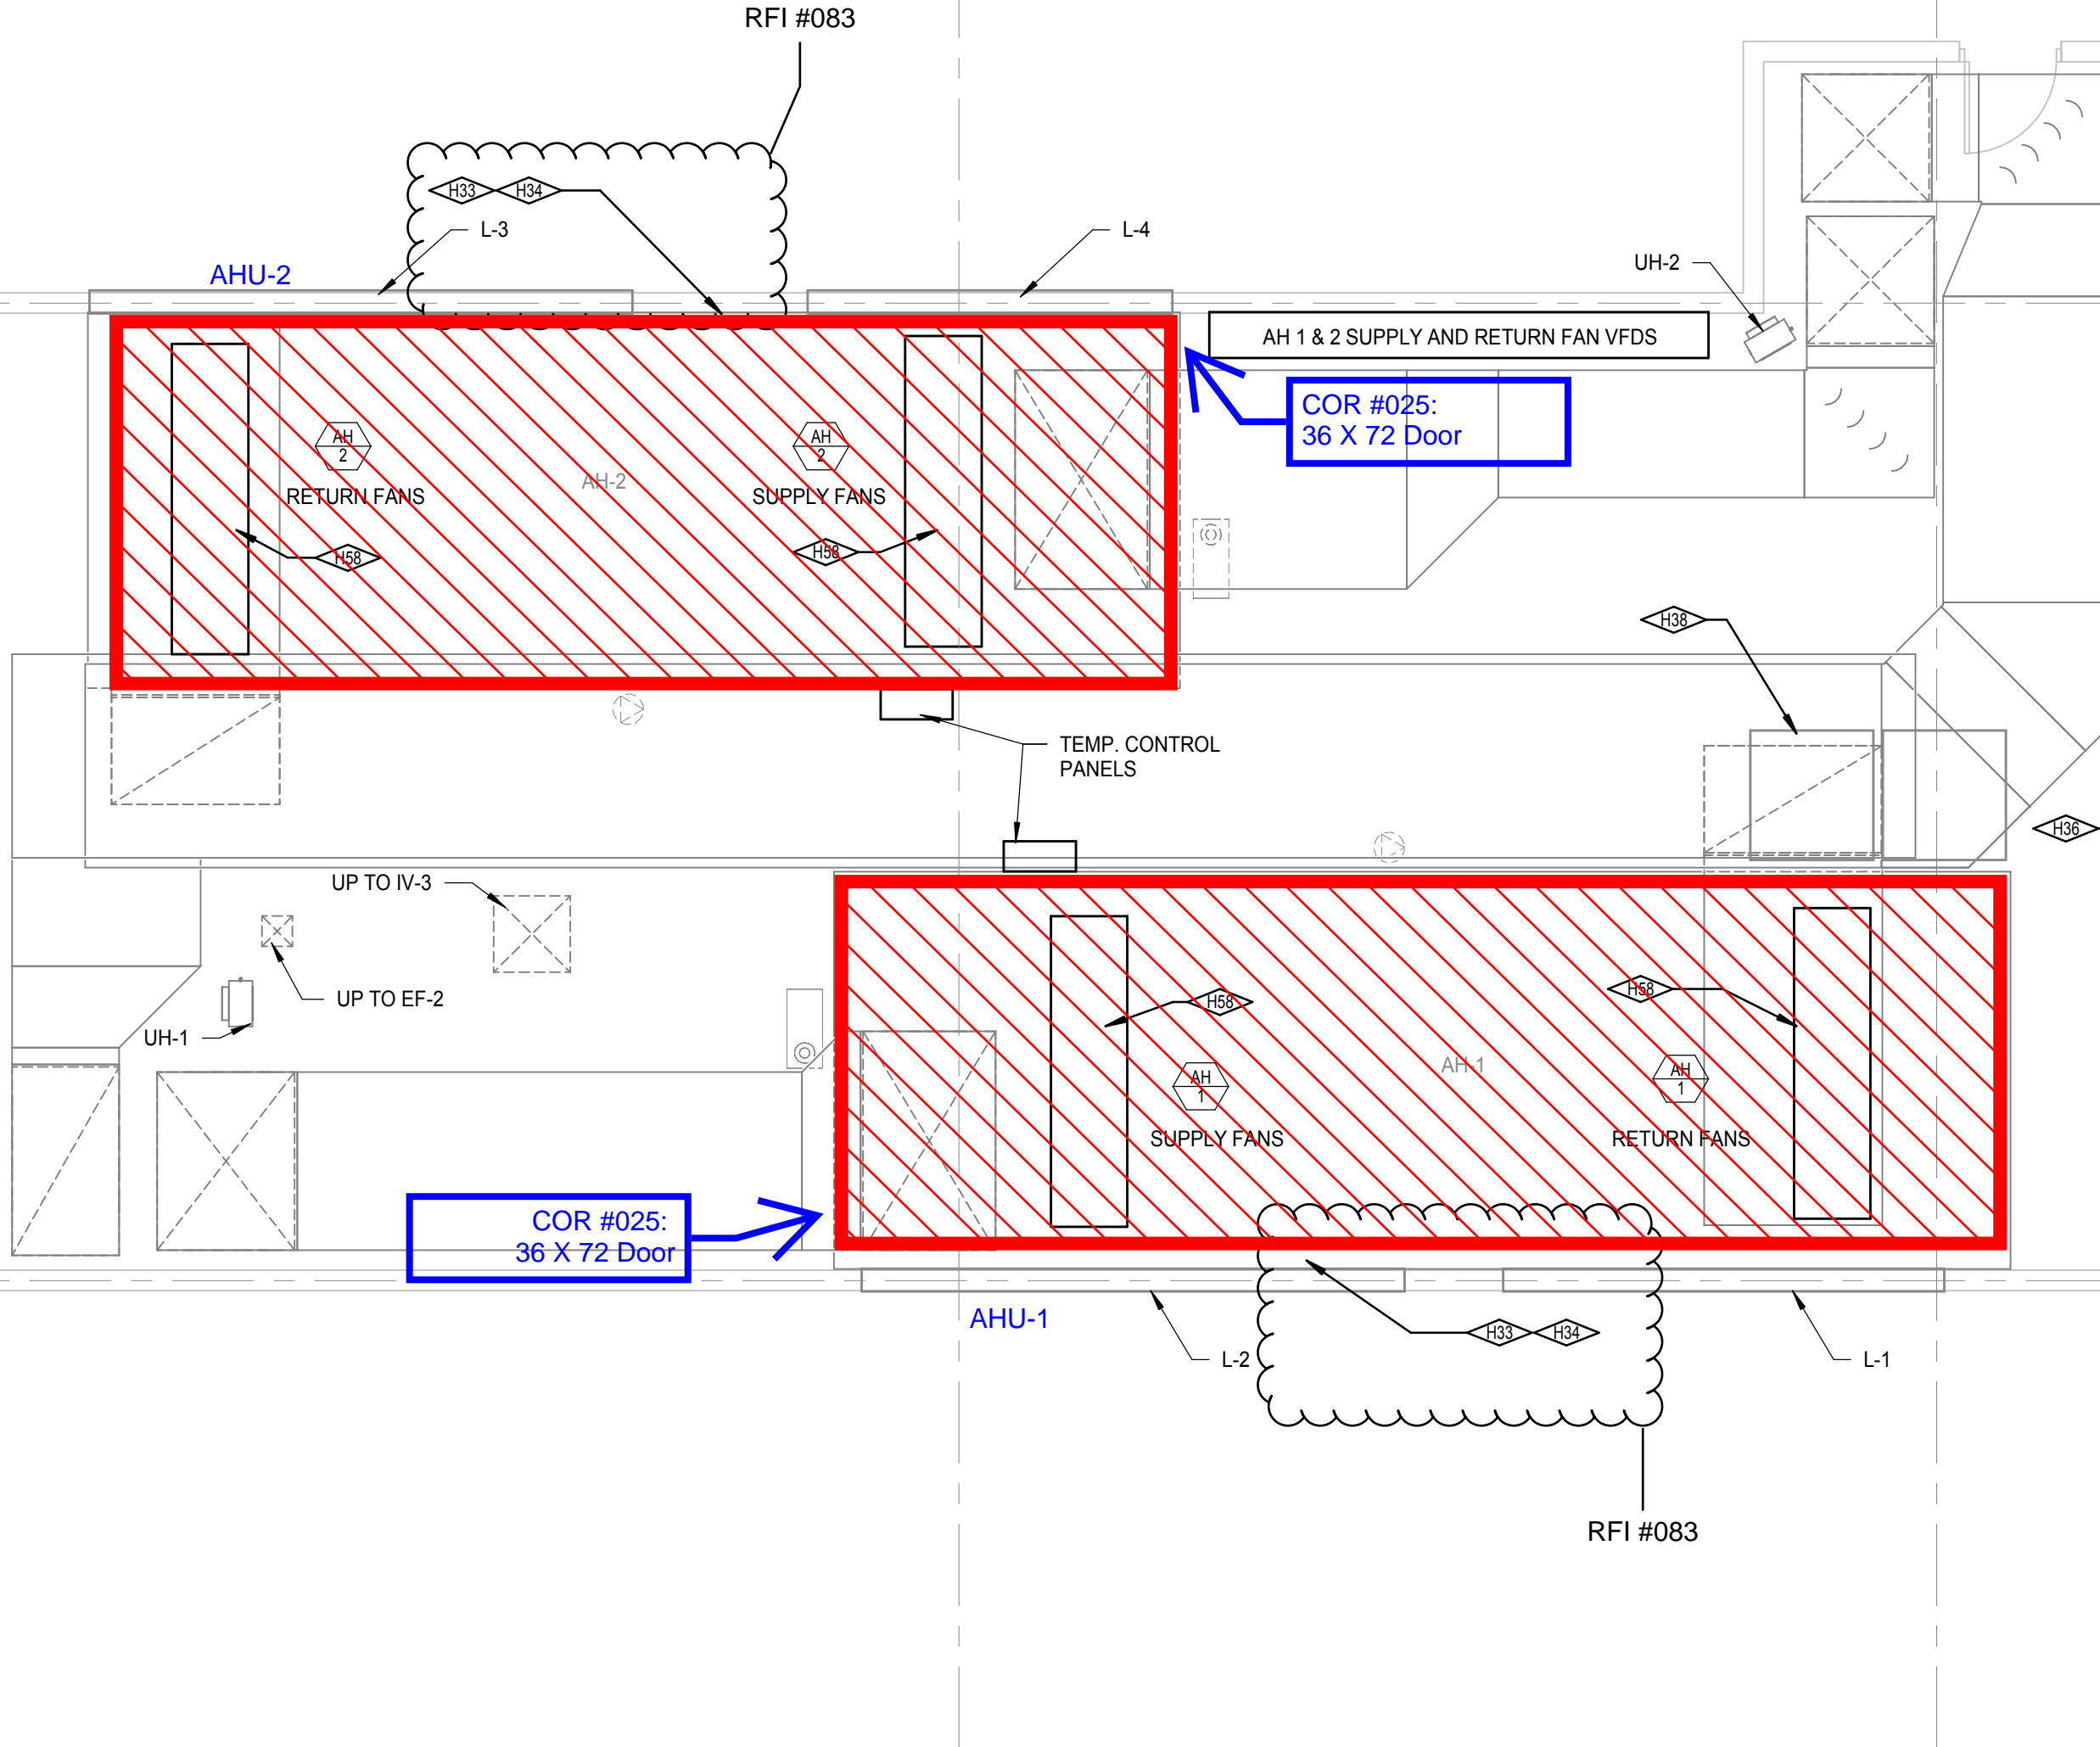 RFI #083
H33
H34
L-3
L-4
AHU-2
UH-2
AH 1 & 2 SUPPLY AND RETURN FAN VFDS
COR #025:
36 X 72 Door
AH
2
RETURN FANS
AH-2
AH
2
SUPPLY FANS
H58
H58
H38
TEMP. CONTROL
PANELS
H36
UP TO IV-3
UP TO EF-2
UH-1
H58
H58
AH
1
SUPPLY FANS
AH-1
AH
1
RETURN FANS
COR #025:
36 X 72 Door
AHU-1
H33
H34
L-2
L-1
RFI #083